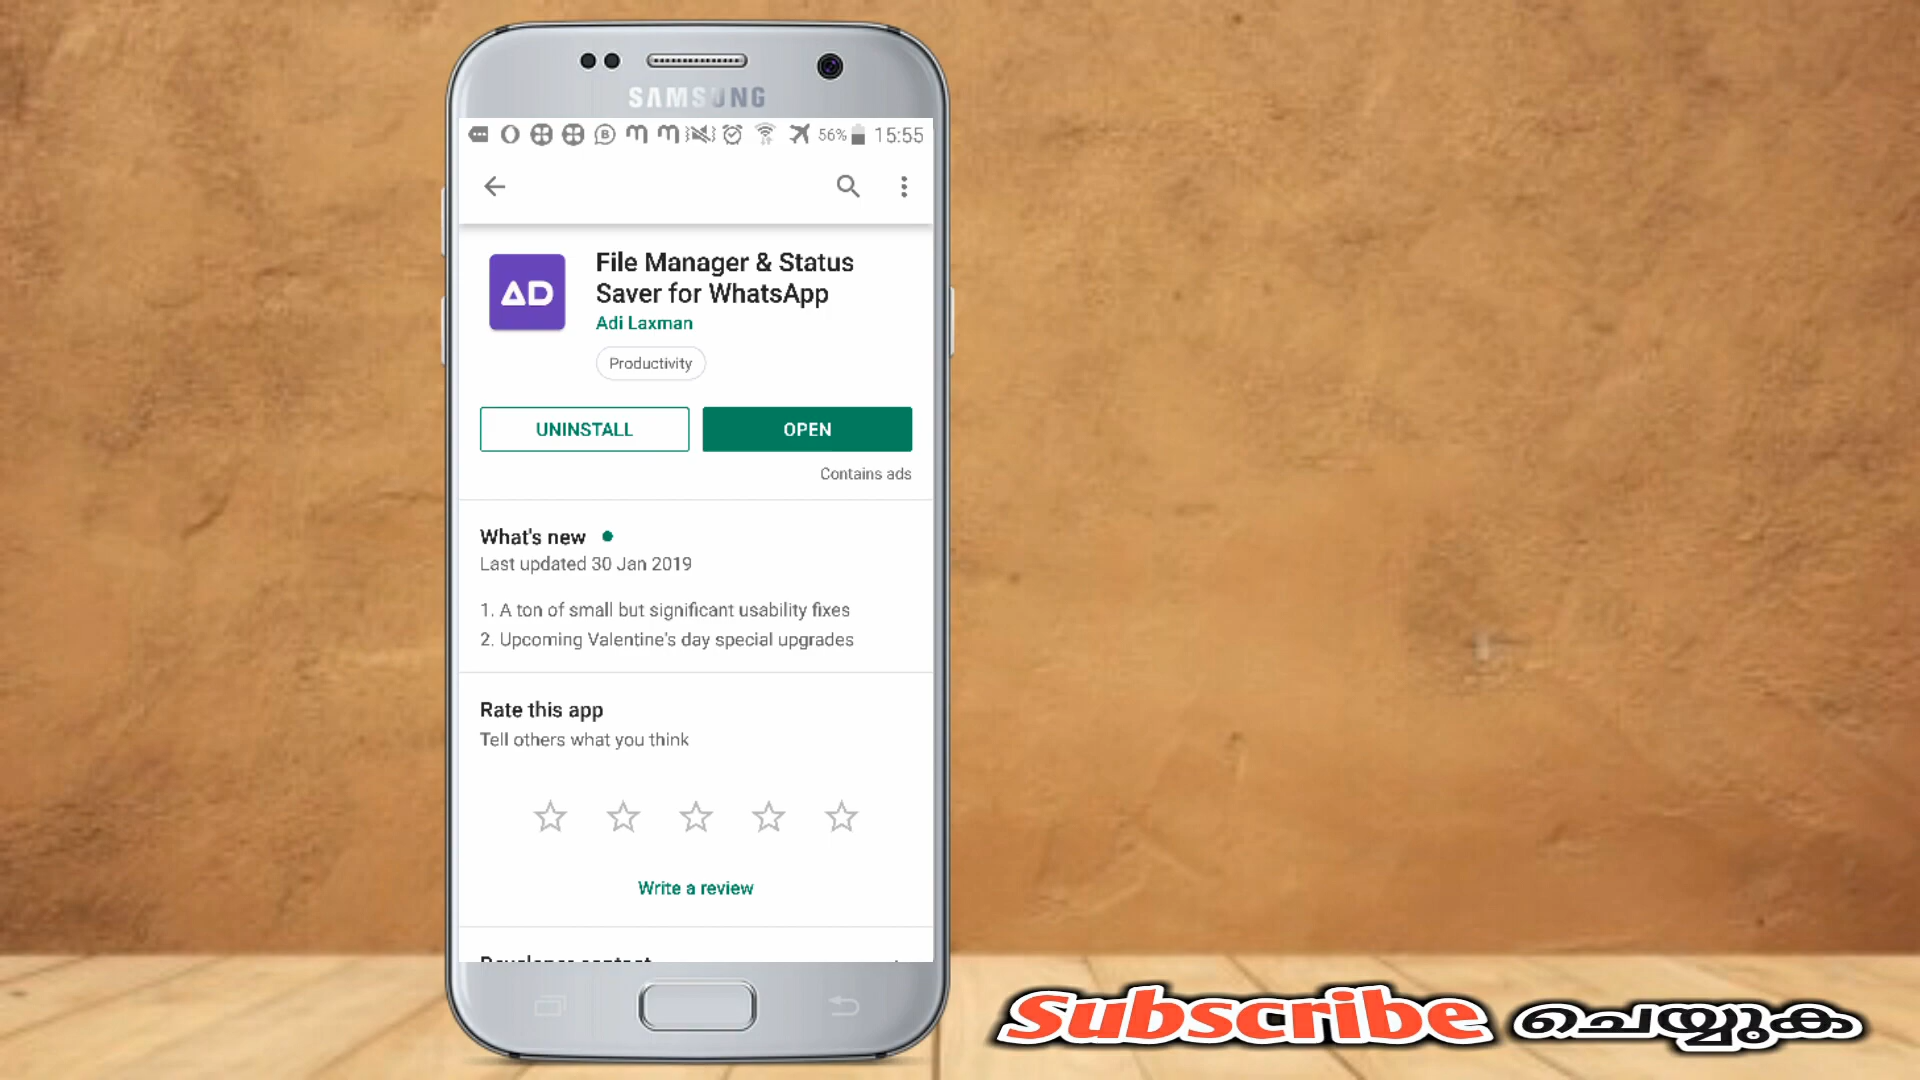 SAMSUNG
56% 15:55
File Manager & Status
Saver for WhatsApp
Adi Laxman
Productivity
UNINSTALL
OPEN
Contains ads
What's new
Last updated 30 Jan 2019
1. A ton of small but significant usability fixes
2. Upcoming Valentine's day special upgrades
Rate this app
Tell others what you think
Write a review
Developer contact
Subscribe ചെയ്യുക